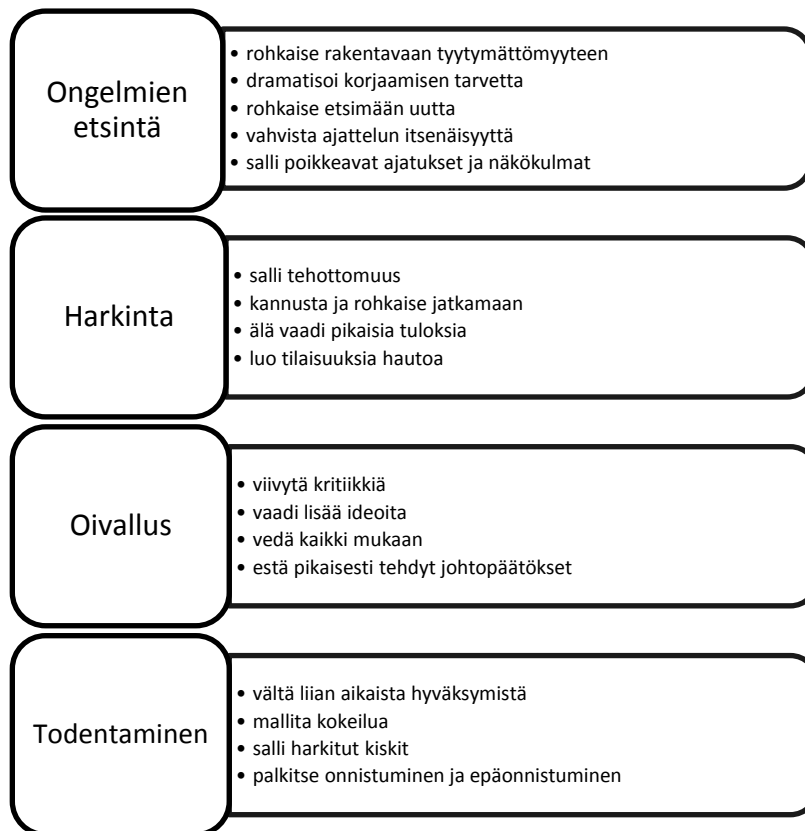 Ongelmien
etsintä
• rohkaise rakentavaan tyytymättömyyteen
• dramatisoi korjaamisen tarvetta
• rohkaise etsimään uutta
• vahvista ajattelun itsenäisyyttä
• salli poikkeavat ajatukset ja näkökulmat
Harkinta
• salli tehottomuus
• kannusta ja rohkaise jatkamaan
• älä vaadi pikaisia tuloksia
• luo tilaisuuksia hautoa
Oivallus
• viivytä kritiikkiä
• vaadi lisää ideoita
• vedä kaikki mukaan
• estä pikaisesti tehdyt johtopäätökset
Todentaminen
• vältä liian aikaista hyväksymistä
• mallita kokeilua
• salli harkitut kiskit
• palkitse onnistuminen ja epäonnistuminen